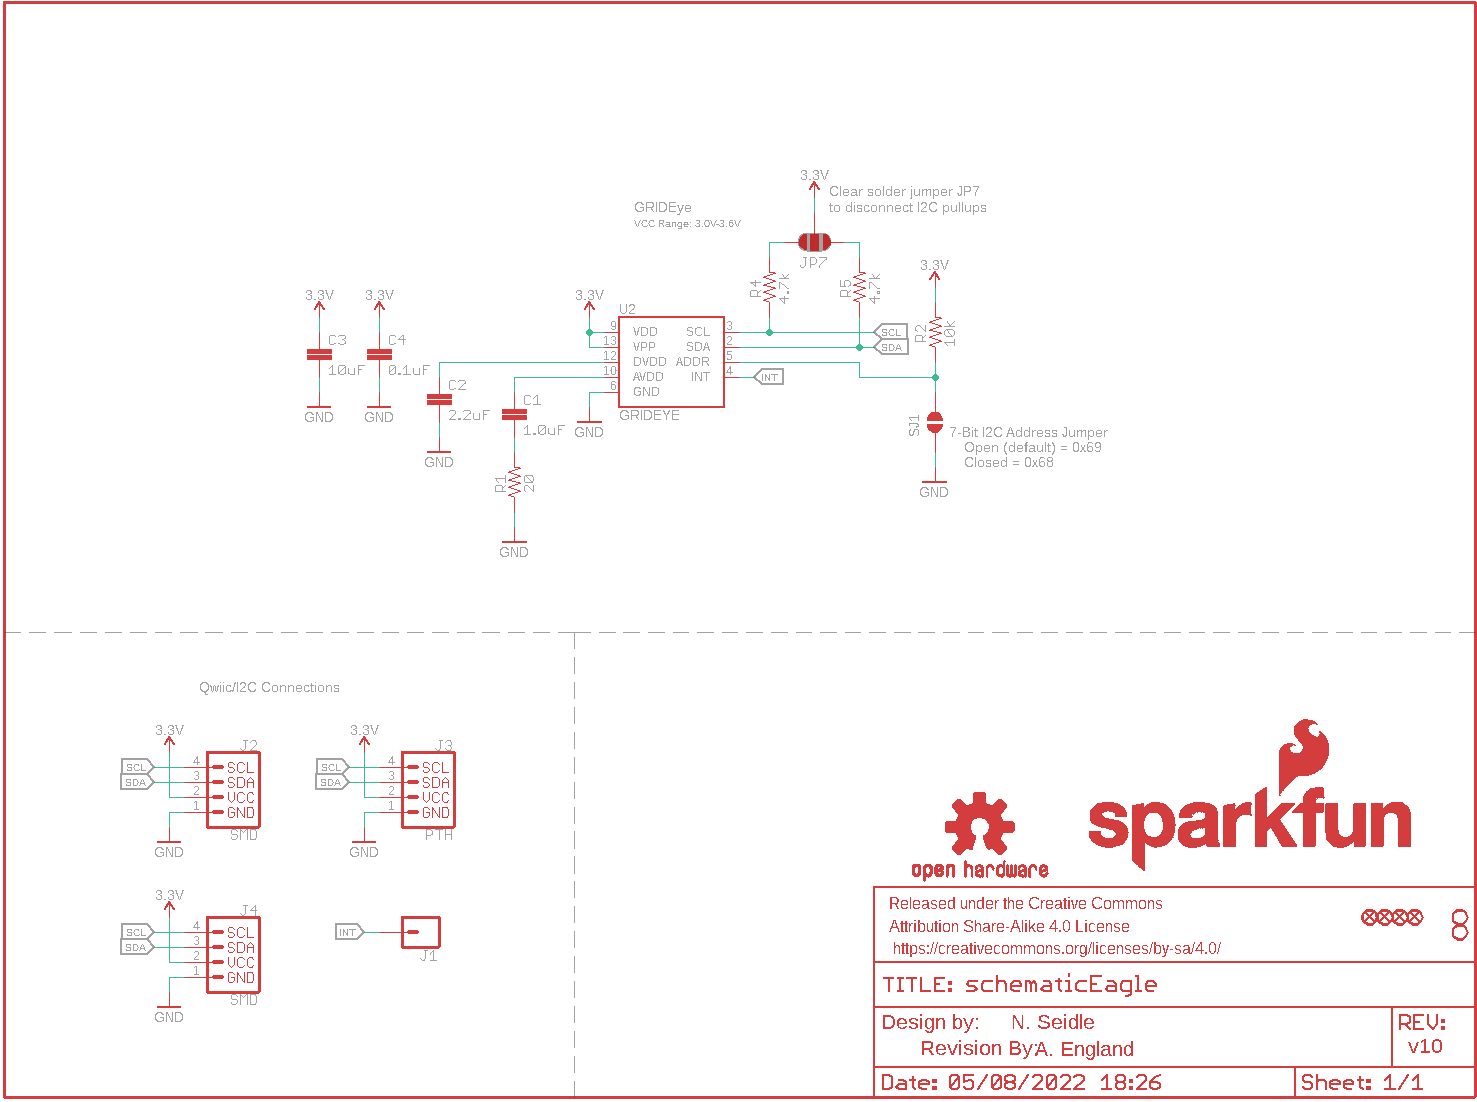 3.3V
Clear solder jumper JP7
to disconnect I2C pullups
GRIDEye
VCC Range: 3.0V-3.6V
JP7
3.3V
R4
4.7k
R5
4.7k
3.3V
3.3V
3.3V
U2
R2
10k
C3
10uF
C4
0.1uF
9 VDD SCL 3 SCL
13 VPP SDA 2 SDA
12 DVDD ADDR 5
10 AVDD INT 4 INT
6 GND
GRIDEYE
C2
2.2uF
C1
1.0uF
GND
GND
GND
SJ1
7-Bit I2C Address Jumper
Open (default) = 0x69
Closed = 0x68
GND
R1
20
GND
GND
Qwiic/I2C Connections
3.3V
J2
SCL 4 SCL
SDA 3 SDA
2 VCC
1 GND
SMD
GND
3.3V
J3
SCL 4 SCL
SDA 3 SDA
2 VCC
1 GND
PTH
GND
3.3V
J4
SCL 4 SCL
SDA 3 SDA
2 VCC
1 GND
SMD
GND
INT
J1
open hardware
sparkfun
Released under the Creative Commons
Attribution Share-Alike 4.0 License
https://creativecommons.org/licenses/by-sa/4.0/
TITLE: schematicEagle
Design by: N. Seidle
Revision By: A. England
REV:
v10
Date: 05/08/2022 18:26
Sheet: 1/1